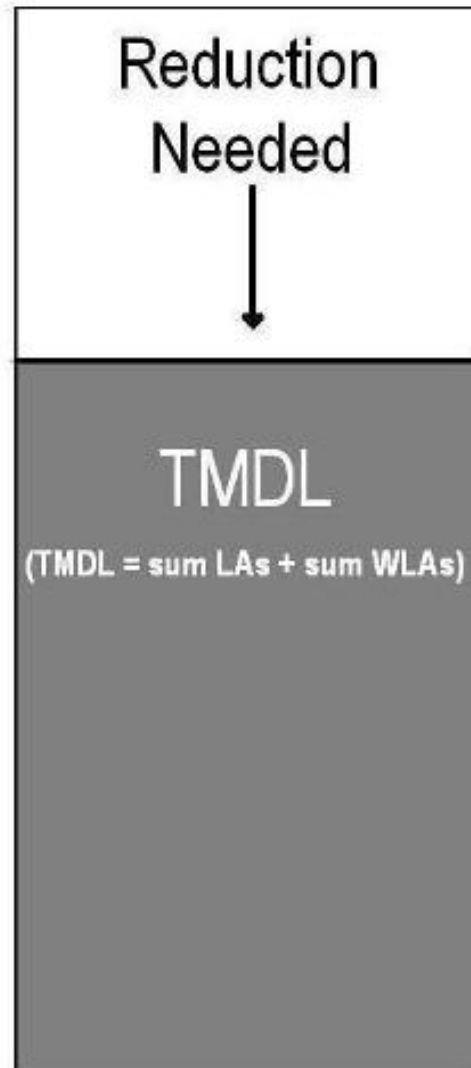 Reduction
Needed
TMDL
(TMDL = sum LAs + sum WLAs)